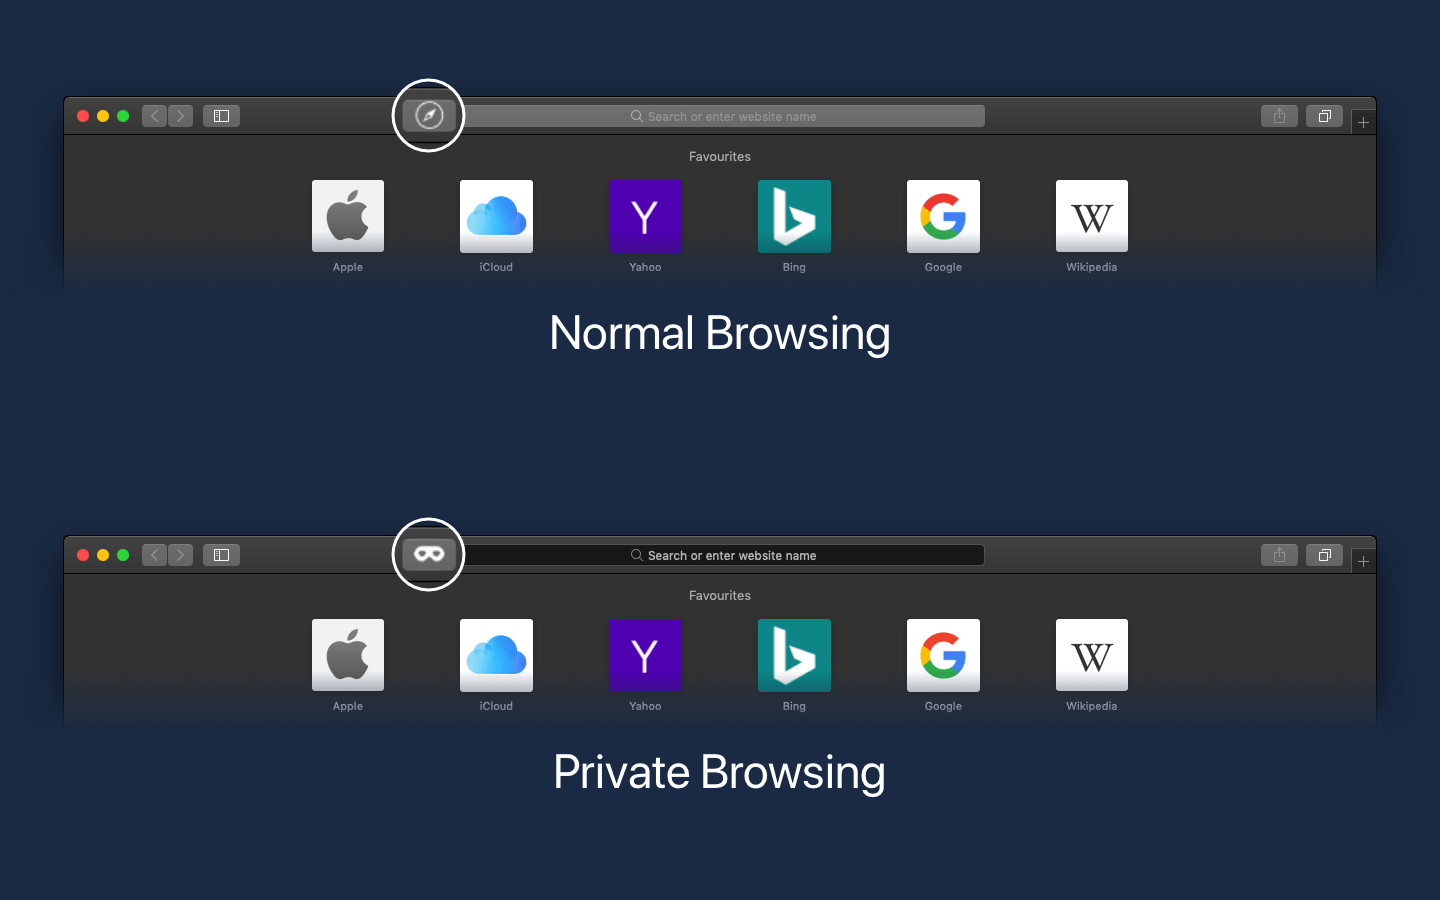 Search or enter website name
Favourites
Apple iCloud Yahoo Bing Google Wikipedia
Normal Browsing
Search or enter website name
Favourites
Apple iCloud Yahoo Bing Google Wikipedia
Private Browsing